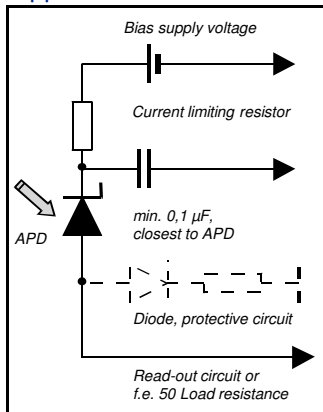 Bias supply voltage
Current limiting resistor
min. 0,1 µF,
closest to APD
APD
Diode, protective circuit
Read-out circuit or
f.e. 50 Load resistance